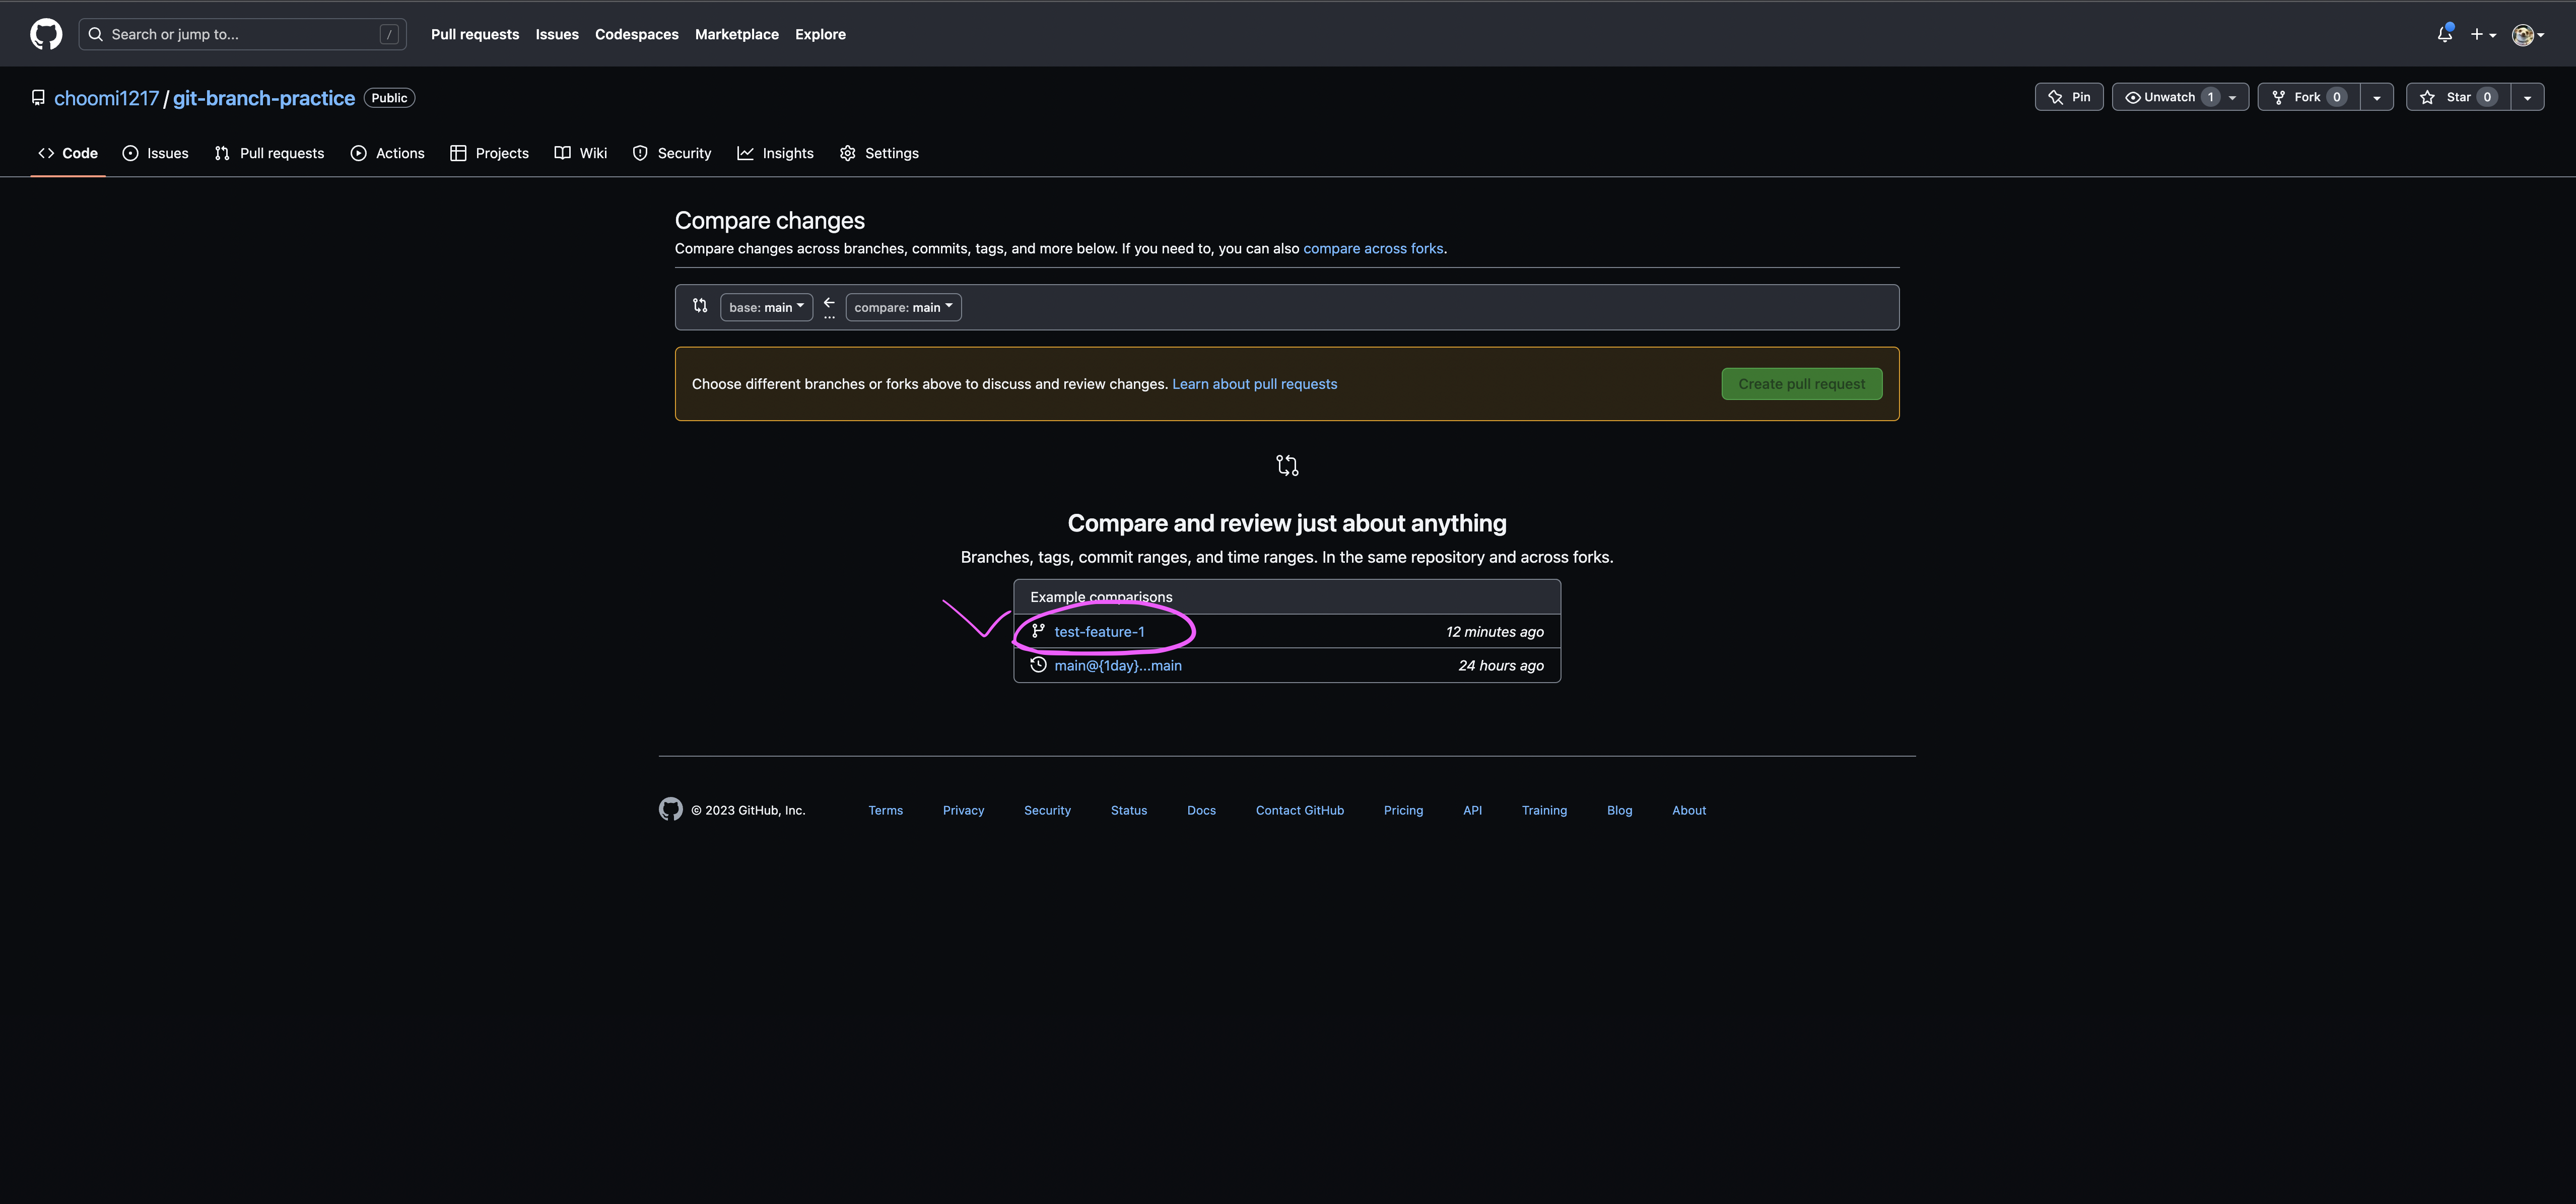 Search or jump to... /
Pull requests Issues Codespaces Marketplace Explore
choomi1217 / git-branch-practice Public
Pin Unwatch 1 Fork 0 Star 0
Code Issues Pull requests Actions Projects Wiki Security Insights Settings
Compare changes
Compare changes across branches, commits, tags, and more below. If you need to, you can also compare across forks.
base: main ... compare: main
Choose different branches or forks above to discuss and review changes. Learn about pull requests
Create pull request
Compare and review just about anything
Branches, tags, commit ranges, and time ranges. In the same repository and across forks.
Example comparisons
test-feature-1 12 minutes ago
main@{1day}...main 24 hours ago
© 2023 GitHub, Inc. Terms Privacy Security Status Docs Contact GitHub Pricing API Training Blog About